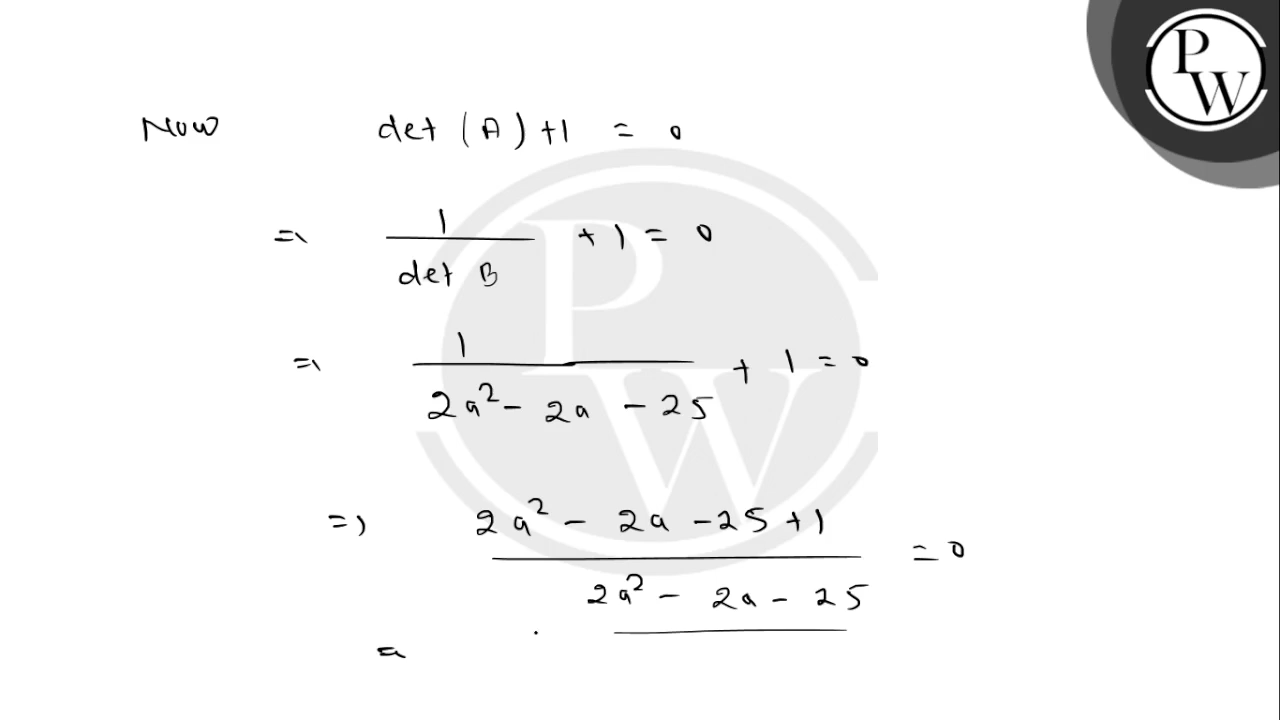 PW
Now det (A) + 1 = 0
=> 1 / det B + 1 = 0
=> 1 / 2a² - 2a - 25 + 1 = 0
=> 2a² - 2a - 25 + 1 / 2a² - 2a - 25 = 0
=
PW